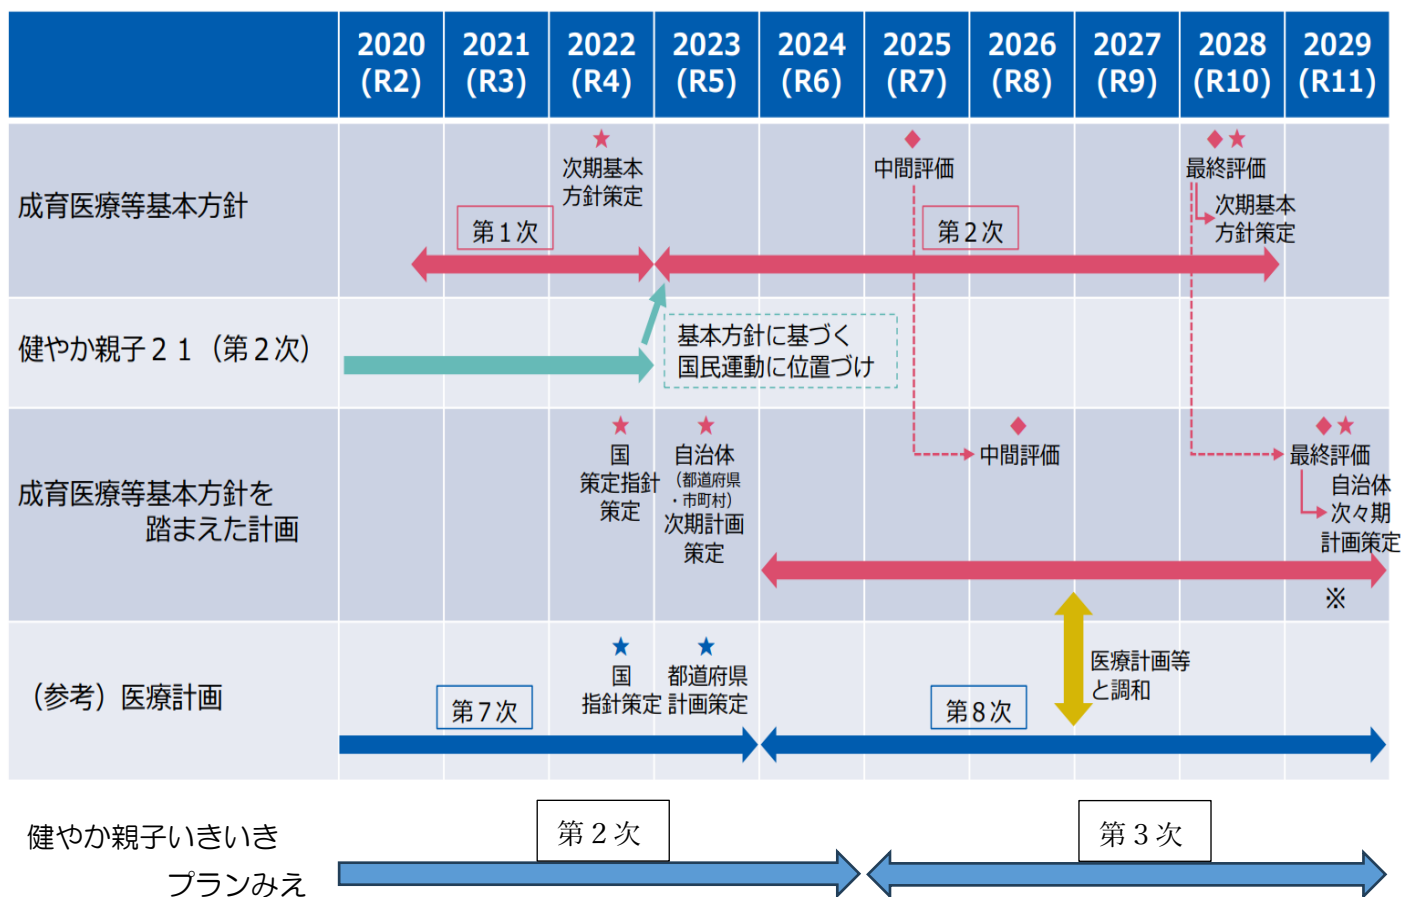 2020
(R2)
2021
(R3)
2022
(R4)
2023
(R5)
2024
(R6)
2025
(R7)
2026
(R8)
2027
(R9)
2028
(R10)
2029
(R11)
成育医療等基本方針
★
次期基本
方針策定
第1次
◆
中間評価
第2次
◆★
最終評価
次期基本
方針策定
健やか親子21（第2次）
基本方針に基づく
国民運動に位置づけ
成育医療等基本方針を
踏まえた計画
★
国
策定指針
策定
★
自治体
（都道府県
・市町村）
次期計画
策定
◆
中間評価
◆★
最終評価
自治体
次々期
計画策定
※
（参考）医療計画
★
国
指針策定
★
都道府県
計画策定
第7次
第8次
医療計画等
と調和
健やか親子いきいき
プランみえ
第2次
第3次